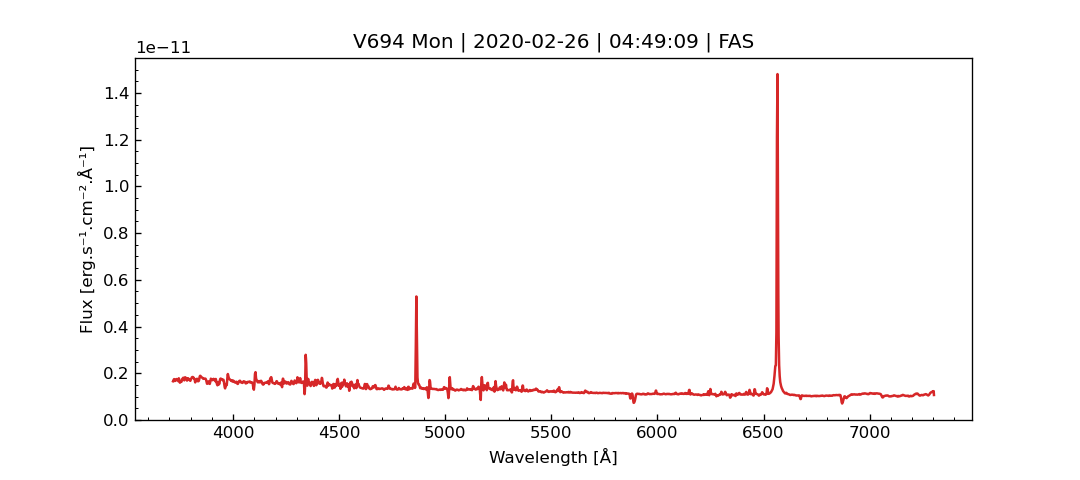 V694 Mon | 2020-02-26 | 04:49:09 | FAS
1e−11
1.4
1.2
1.0
0.8
0.6
0.4
0.2
0.0
Flux [erg.s⁻¹.cm⁻².Å⁻¹]
4000 4500 5000 5500 6000 6500 7000
Wavelength [Å]